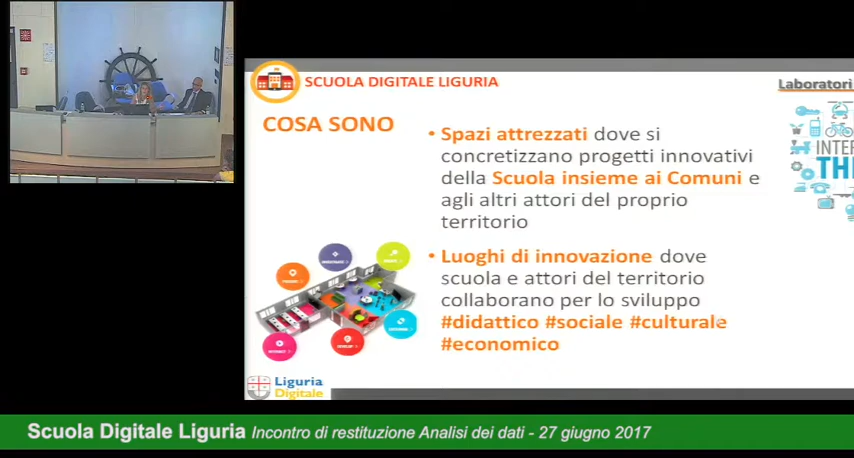 SCUOLA DIGITALE LIGURIA
Laboratori
COSA SONO
• Spazi attrezzati dove si
concretizzano progetti innovativi
della Scuola insieme ai Comuni e
agli altri attori del proprio
territorio
• Luoghi di innovazione dove
scuola e attori del territorio
collaborano per lo sviluppo
#didattico #sociale #culturale
#economico
INTER
THI
Liguria
Digitale
Scuola Digitale Liguria Incontro di restituzione Analisi dei dati - 27 giugno 2017